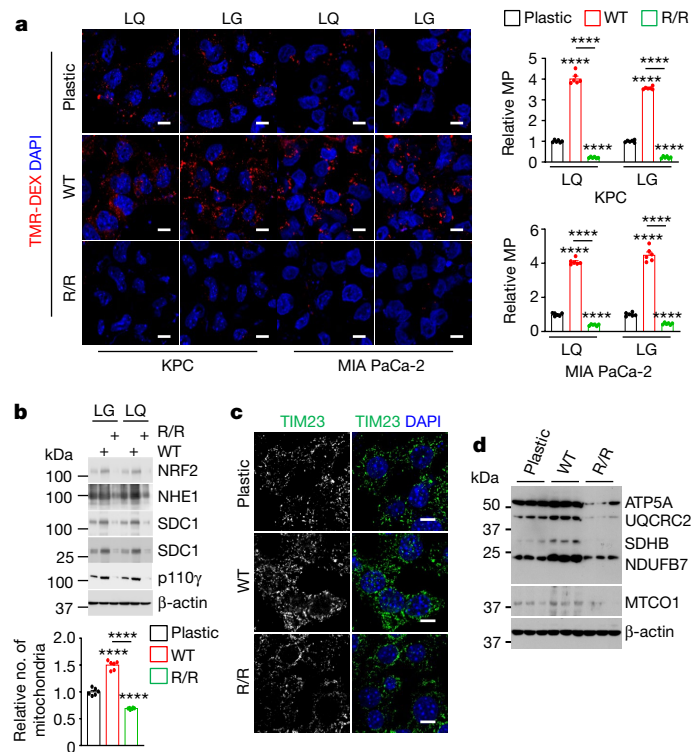 a
LQ LG LQ LG
TMR-DEX DAPI
Plastic
WT
R/R
KPC MIA PaCa-2
Plastic WT R/R
Relative MP
5
4
3
2
1
0
**** ****
**** ****
**** ****
LQ LG
KPC
Relative MP
6
4
2
0
**** ****
**** ****
**** ****
LQ LG
MIA PaCa-2
b
LG LQ
+ + R/R
kDa + + WT
100 NRF2
100 NHE1
100 SDC1
25 SDC1
100 p110γ
37 β-actin
Relative no. of
mitochondria
2.0
1.5
1.0
0.5
0
****
**** ****
Plastic
WT
R/R
c
TIM23 TIM23 DAPI
Plastic
WT
R/R
d
Plastic WT R/R
kDa
50 ATP5A
37 UQCRC2
SDHB
25 NDUFB7
37 MTCO1
37 β-actin